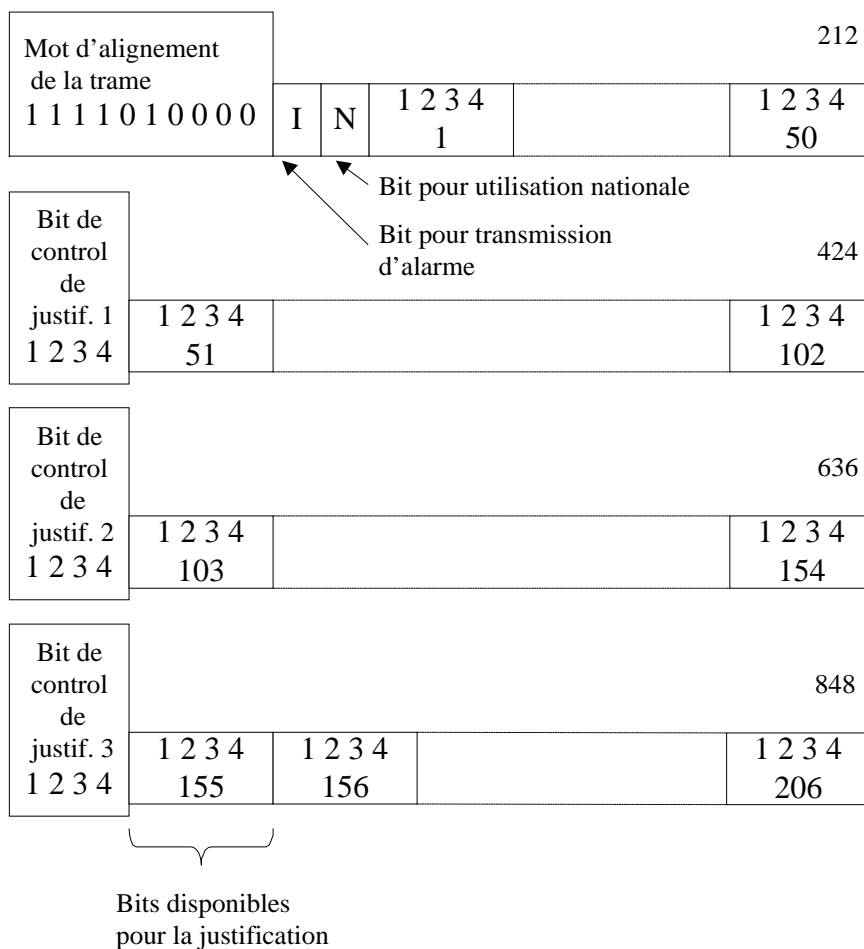 212
Mot d’alignement
de la trame
1 1 1 1 0 1 0 0 0 0
I
N
1 2 3 4
1
1 2 3 4
50
Bit pour utilisation nationale
Bit pour transmission
d’alarme
424
Bit de
control
de
justif. 1
1 2 3 4
1 2 3 4
51
1 2 3 4
102
636
Bit de
control
de
justif. 2
1 2 3 4
1 2 3 4
103
1 2 3 4
154
848
Bit de
control
de
justif. 3
1 2 3 4
1 2 3 4
155
1 2 3 4
156
1 2 3 4
206
Bits disponibles
pour la justification